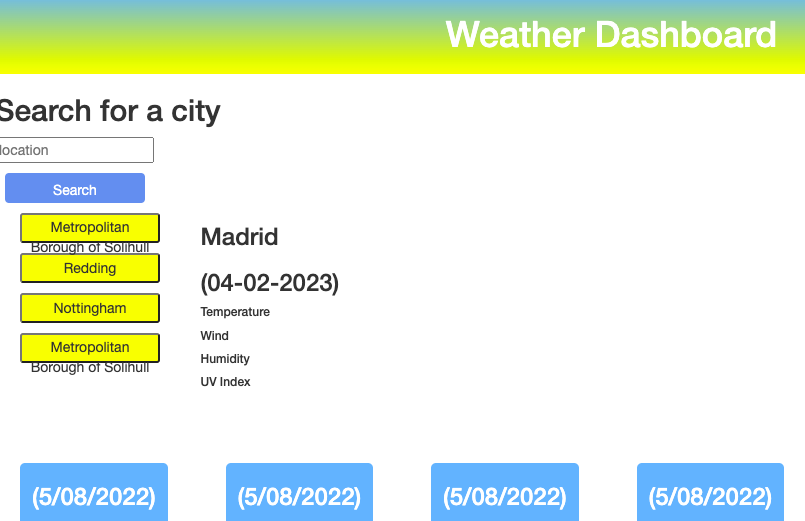 Weather Dashboard
Search for a city
location
Search
Metropolitan
Borough of Solihull
Redding
Nottingham
Metropolitan
Borough of Solihull
Madrid
(04-02-2023)
Temperature
Wind
Humidity
UV Index
(5/08/2022) (5/08/2022) (5/08/2022) (5/08/2022)